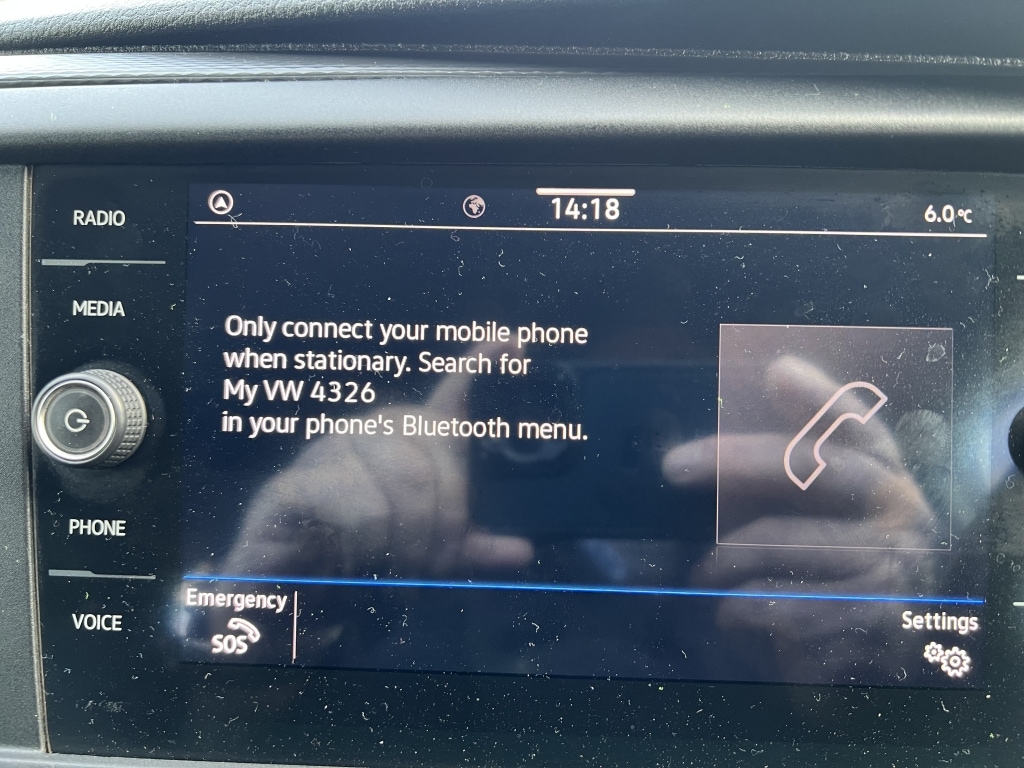 RADIO
14:18
6.0°C
MEDIA
Only connect your mobile phone
when stationary. Search for
My VW 4326
in your phone's Bluetooth menu.
PHONE
VOICE
Emergency
SOS
Settings